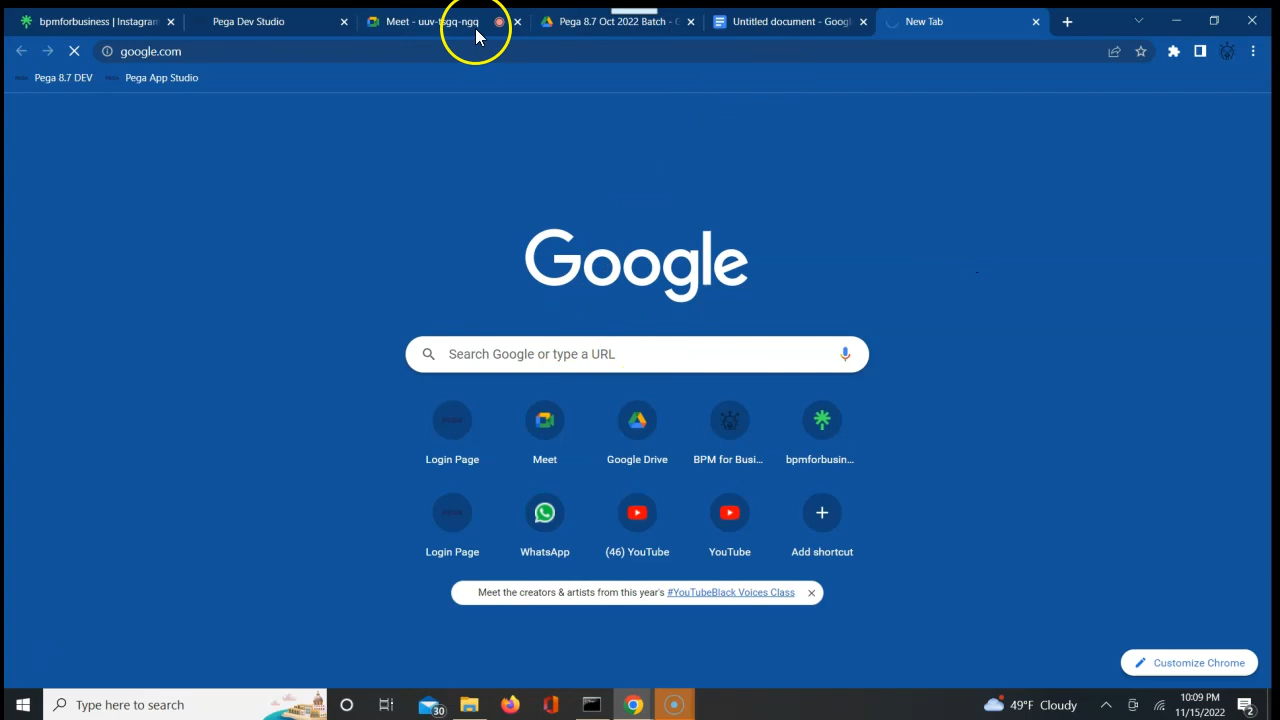 bpmforbusiness | Instagram
Pega Dev Studio
Meet - uuv-tsgq-ngq
Pega 8.7 Oct 2022 Batch - G
Untitled document - Google
New Tab
google.com
Pega 8.7 DEV
Pega App Studio
Google
Search Google or type a URL
Login Page
Meet
Google Drive
BPM for Busi...
bpmforbusin...
Login Page
WhatsApp
(46) YouTube
YouTube
Add shortcut
Meet the creators & artists from this year's #YouTubeBlack Voices Class
Customize Chrome
Type here to search
30
49°F Cloudy
10:09 PM
11/15/2022
2